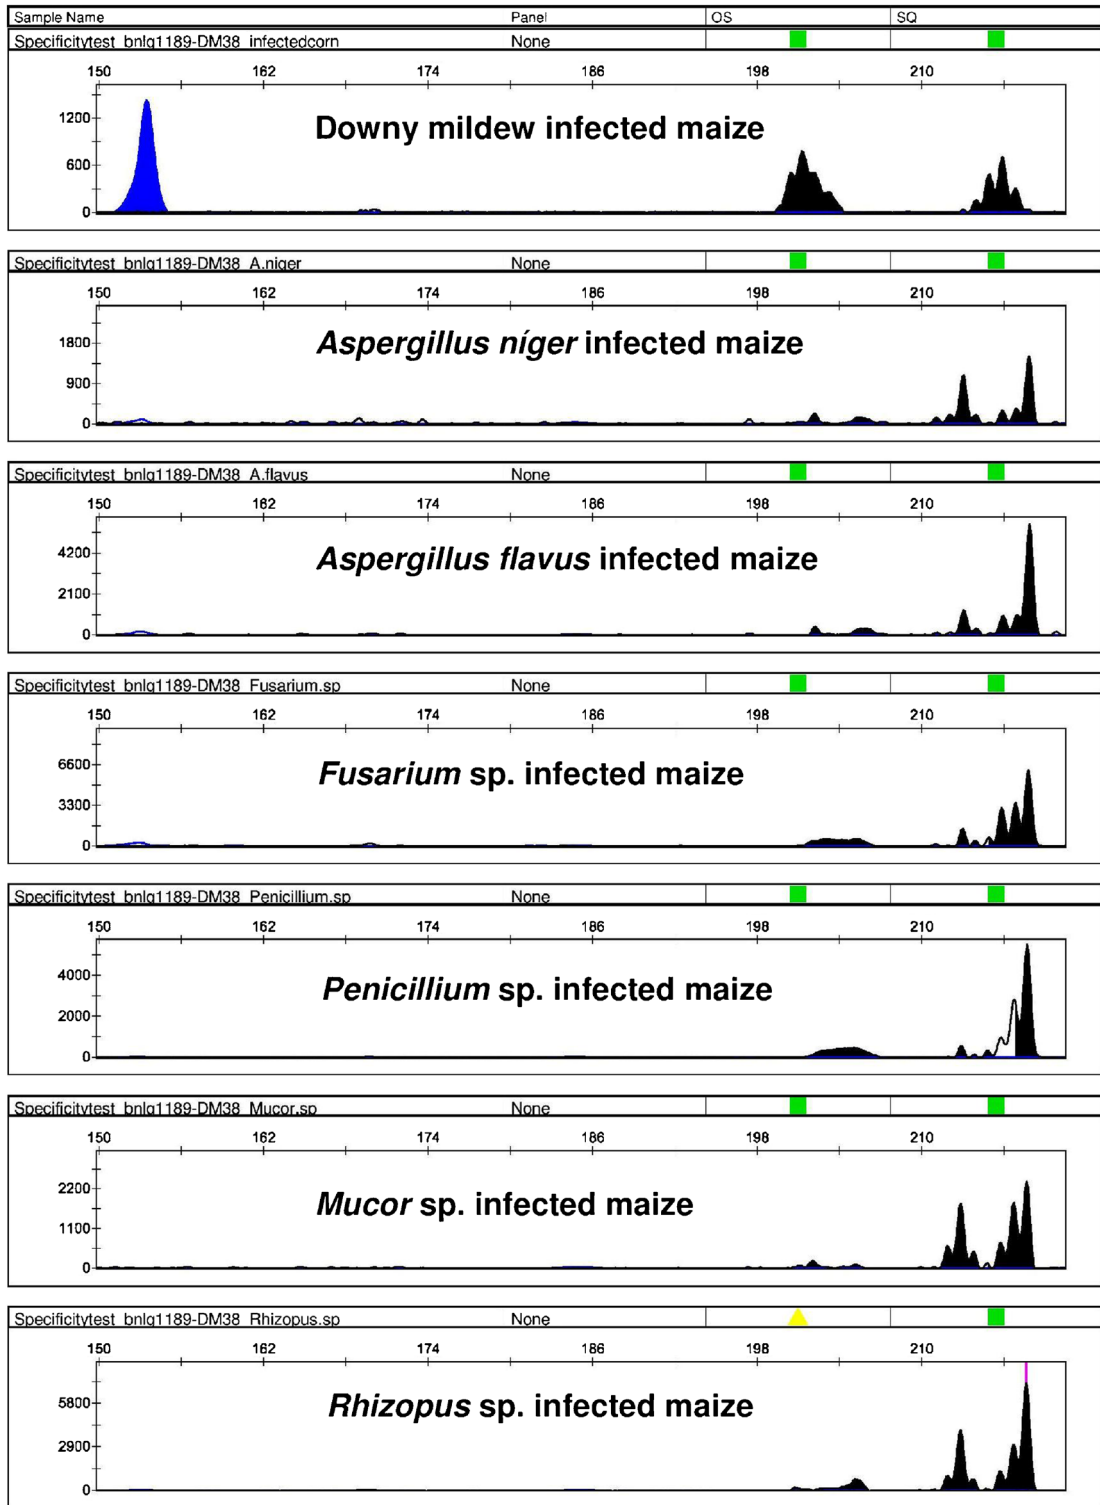 Sample Name Panel OS SQ
Specificitytest_bnlg1189-DM38_infectedcorn None
150 162 174 186 198 210
Downy mildew infected maize
1200
600
0
Specificitytest_bnlg1189-DM38_A.niger None
150 162 174 186 198 210
Aspergillus níger infected maize
1800
900
0
Specificitytest_bnlg1189-DM38_A.flavus None
150 162 174 186 198 210
Aspergillus flavus infected maize
4200
2100
0
Specificitytest_bnlg1189-DM38_Fusarium.sp None
150 162 174 186 198 210
Fusarium sp. infected maize
6600
3300
0
Specificitytest_bnlg1189-DM38_Penicillium.sp None
150 162 174 186 198 210
Penicillium sp. infected maize
4000
2000
0
Specificitytest_bnlg1189-DM38_Mucor.sp None
150 162 174 186 198 210
Mucor sp. infected maize
2200
1100
0
Specificitytest_bnlg1189-DM38_Rhizopus.sp None
150 162 174 186 198 210
Rhizopus sp. infected maize
5800
2900
0